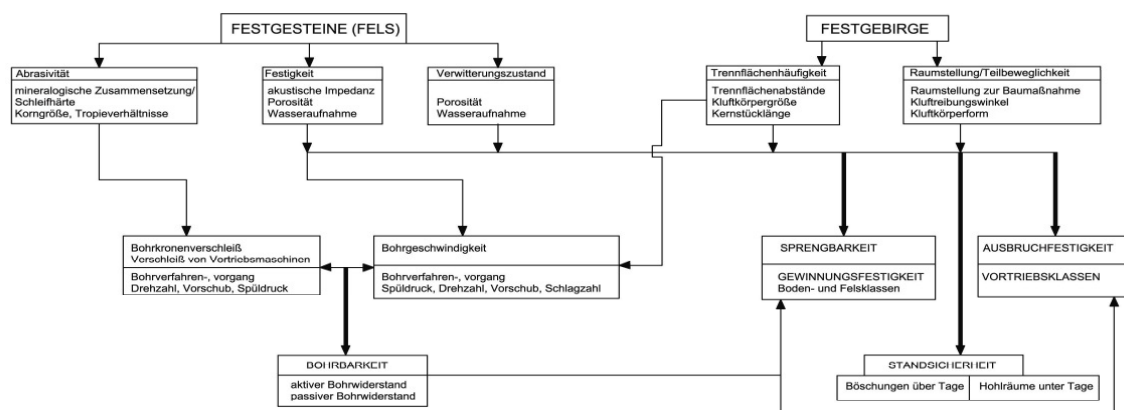 FESTGESTEINE (FELS)
FESTGEBIRGE
Abrasivität
mineralogische Zusammensetzung/
Schleifhärte
Korngröße, Tropieverhältnisse
Festigkeit
akustische Impedanz
Porosität
Wasseraufnahme
Verwitterungszustand
Porosität
Wasseraufnahme
Trennflächenhäufigkeit
Trennflächenabstände
Kluftkörpergröße
Kernstücklänge
Raumstellung/Teilbeweglichkeit
Raumstellung zur Baumaßnahme
Kluftreibungswinkel
Kluftkörperform
Bohrkronenverschleiß
Verschleiß von Vortriebsmaschinen
Bohrverfahren-, vorgang
Drehzahl, Vorschub, Spüldruck
Bohrgeschwindigkeit
Bohrverfahren-, vorgang
Spüldruck, Drehzahl, Vorschub, Schlagzahl
SPRENGBARKEIT
GEWINNUNGSFESTIGKEIT
Boden- und Felsklassen
AUSBRUCHFESTIGKEIT
VORTRIEBSKLASSEN
BOHRBARKEIT
aktiver Bohrwiderstand
passiver Bohrwiderstand
STANDSICHERHEIT
Böschungen über Tage
Hohlräume unter Tage